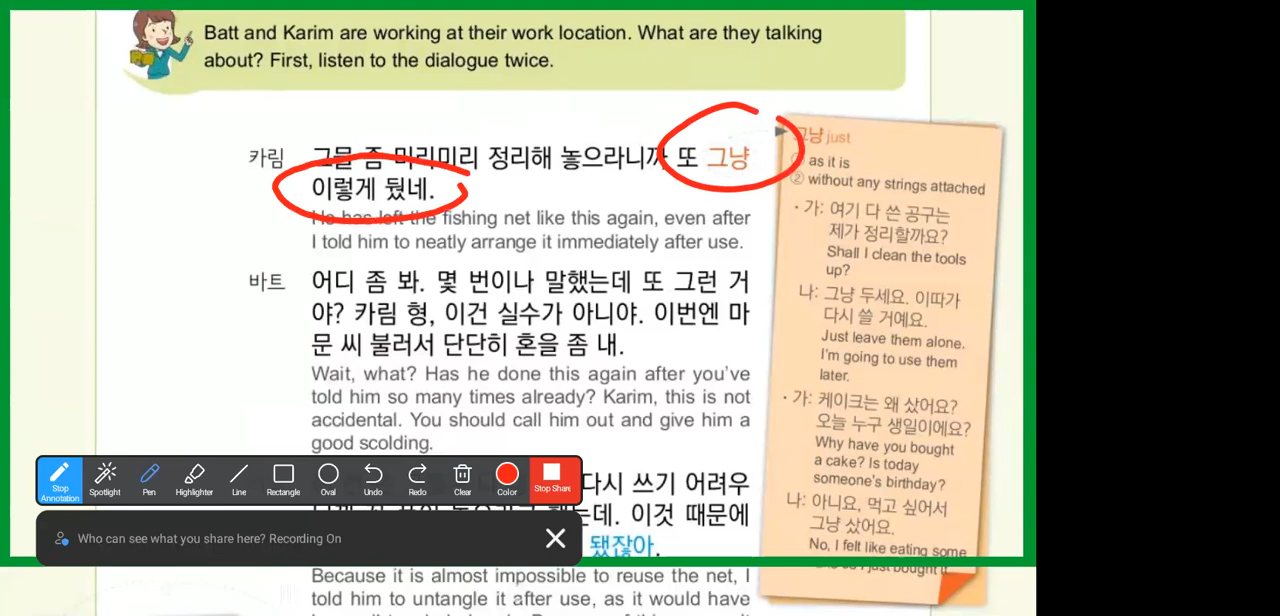 Batt and Karim are working at their work location. What are they talking
about? First, listen to the dialogue twice.
카림
그물 좀 미리미리 정리해 놓으라니까 또 그냥
이렇게 뒀네.
He has left the fishing net like this again, even after
I told him to neatly arrange it immediately after use.
바트
어디 좀 봐. 몇 번이나 말했는데 또 그런 거
야? 카림 형, 이건 실수가 아니야. 이번엔 마
문 씨 불러서 단단히 혼을 좀 내.
Wait, what? Has he done this again after you've
told him so many times already? Karim, this is not
accidental. You should call him out and give him a
good scolding.
다시 쓰기 어려우
는데. 이것 때문에
됐잖아.
Because it is almost impossible to reuse the net, I
told him to untangle it after use, as it would have
그냥 just
① as it is
② without any strings attached
· 가: 여기 다 쓴 공구는
제가 정리할까요?
Shall I clean the tools
up?
나: 그냥 두세요. 이따가
다시 쓸 거예요.
Just leave them alone.
I'm going to use them
later.
· 가: 케이크는 왜 샀어요?
오늘 누구 생일이에요?
Why have you bought
a cake? Is today
someone's birthday?
나: 아니요, 먹고 싶어서
그냥 샀어요.
No, I felt like eating some
so I just bought it.
Stop Annotation
Spotlight
Pen
Highlighter
Line
Rectangle
Oval
Undo
Redo
Clear
Color
Stop Share
Who can see what you share here? Recording On